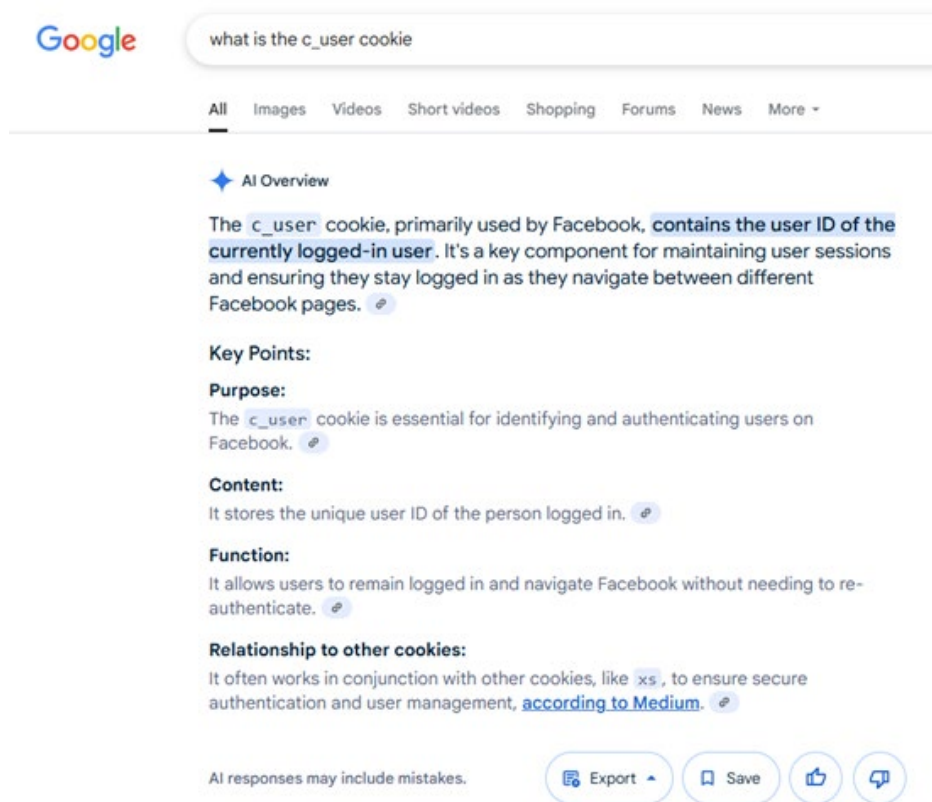 Google
what is the c_user cookie
All Images Videos Short videos Shopping Forums News More
AI Overview
The c_user cookie, primarily used by Facebook, contains the user ID of the
currently logged-in user. It's a key component for maintaining user sessions
and ensuring they stay logged in as they navigate between different
Facebook pages.
Key Points:
Purpose:
The c_user cookie is essential for identifying and authenticating users on
Facebook.
Content:
It stores the unique user ID of the person logged in.
Function:
It allows users to remain logged in and navigate Facebook without needing to re-
authenticate.
Relationship to other cookies:
It often works in conjunction with other cookies, like xs, to ensure secure
authentication and user management, according to Medium.
AI responses may include mistakes. Export Save